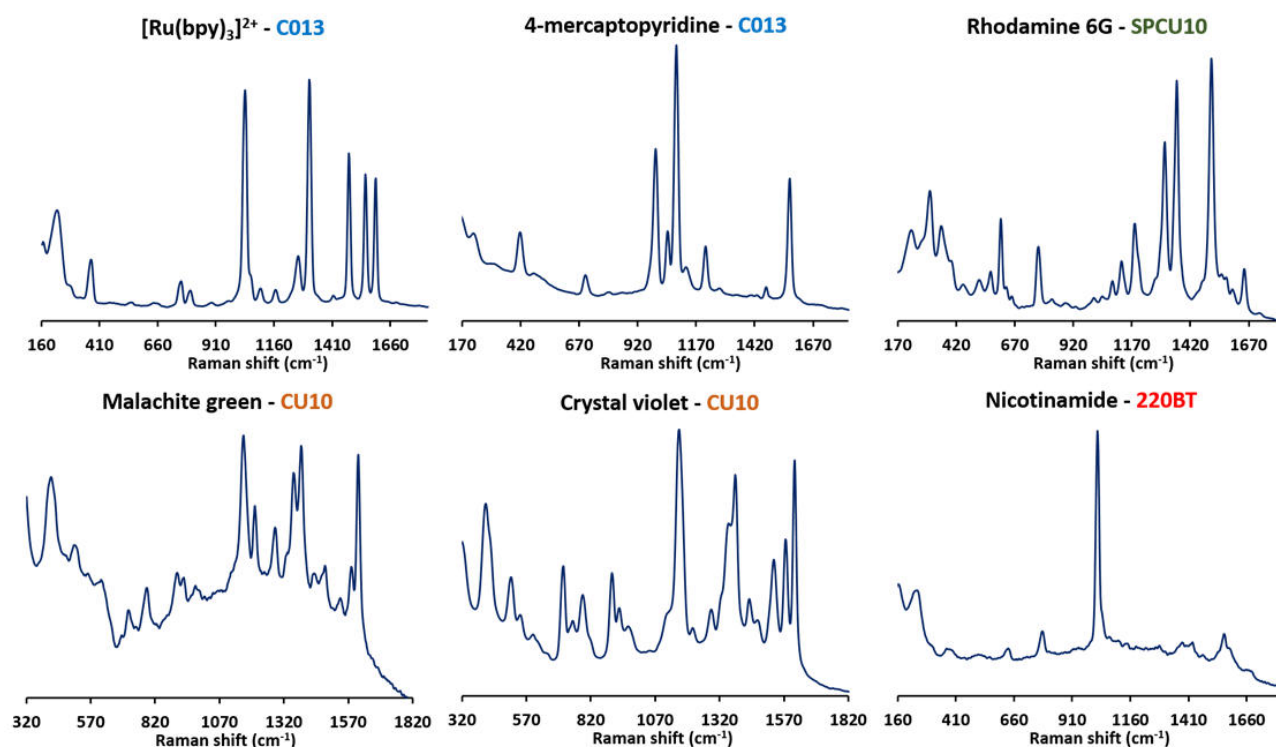 [Ru(bpy)₃]²⁺ - C013
160 410 660 910 1160 1410 1660
Raman shift (cm⁻¹)
4-mercaptopyridine - C013
170 420 670 920 1170 1420 1670
Raman shift (cm⁻¹)
Rhodamine 6G - SPCU10
170 420 670 920 1170 1420 1670
Raman shift (cm⁻¹)
Malachite green - CU10
320 570 820 1070 1320 1570 1820
Raman shift (cm⁻¹)
Crystal violet - CU10
320 570 820 1070 1320 1570 1820
Raman shift (cm⁻¹)
Nicotinamide - 220BT
160 410 660 910 1160 1410 1660
Raman shift (cm⁻¹)